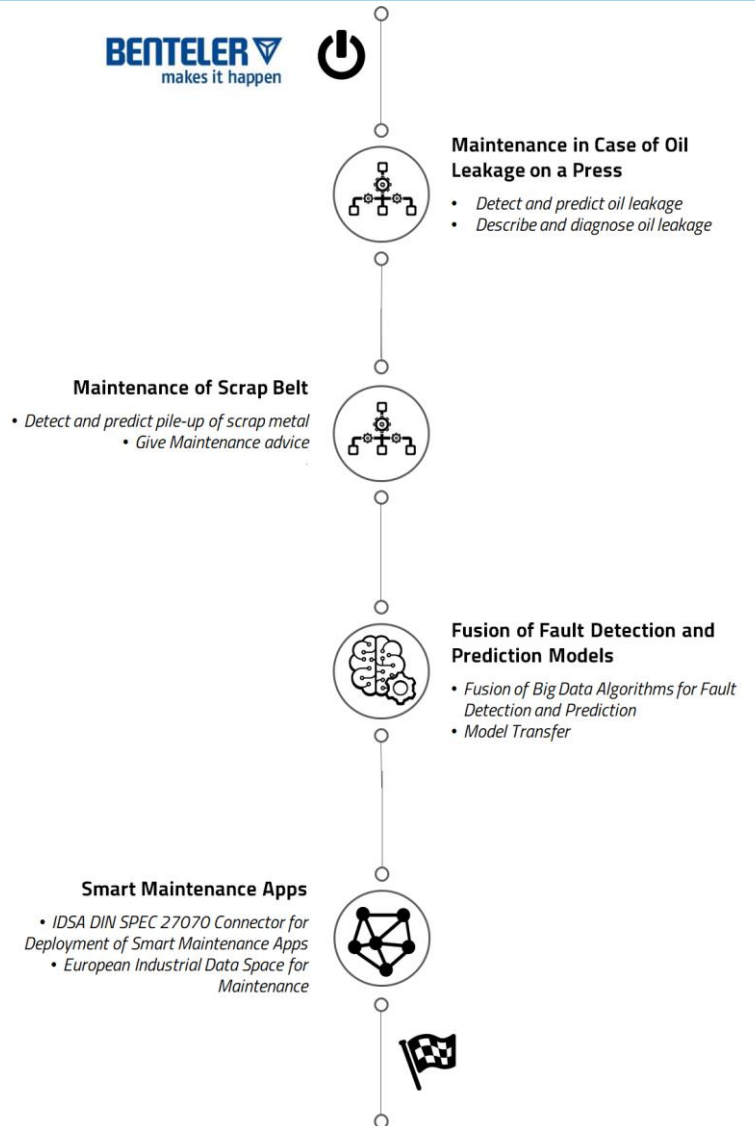 BENTELER
makes it happen
Maintenance in Case of Oil
Leakage on a Press
• Detect and predict oil leakage
• Describe and diagnose oil leakage
Maintenance of Scrap Belt
• Detect and predict pile-up of scrap metal
• Give Maintenance advice
Fusion of Fault Detection and
Prediction Models
• Fusion of Big Data Algorithms for Fault
Detection and Prediction
• Model Transfer
Smart Maintenance Apps
• IDSA DIN SPEC 27070 Connector for
Deployment of Smart Maintenance Apps
• European Industrial Data Space for
Maintenance